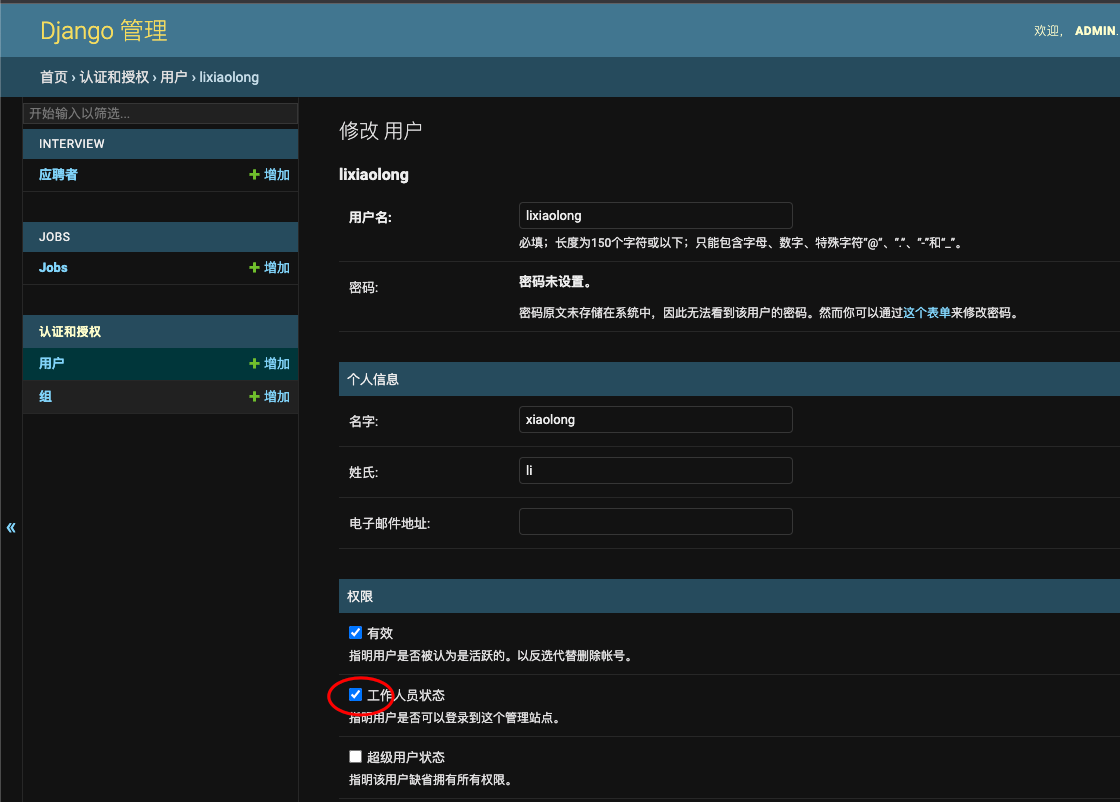 Django 管理
欢迎， ADMIN.
首页 › 认证和授权 › 用户 › lixiaolong
开始输入以筛选...
INTERVIEW
应聘者 + 增加
JOBS
Jobs + 增加
认证和授权
用户 + 增加
组 + 增加
«
修改 用户
lixiaolong
用户名: lixiaolong
必填；长度为150个字符或以下；只能包含字母、数字、特殊字符“@”、“.”、“-”和“_”。
密码: 密码未设置。
密码原文未存储在系统中，因此无法看到该用户的密码。然而你可以通过这个表单来修改密码。
个人信息
名字: xiaolong
姓氏: li
电子邮件地址:
权限
有效
指明用户是否被认为是活跃的。以反选代替删除帐号。
工作人员状态
指明用户是否可以登录到这个管理站点。
超级用户状态
指明该用户缺省拥有所有权限。